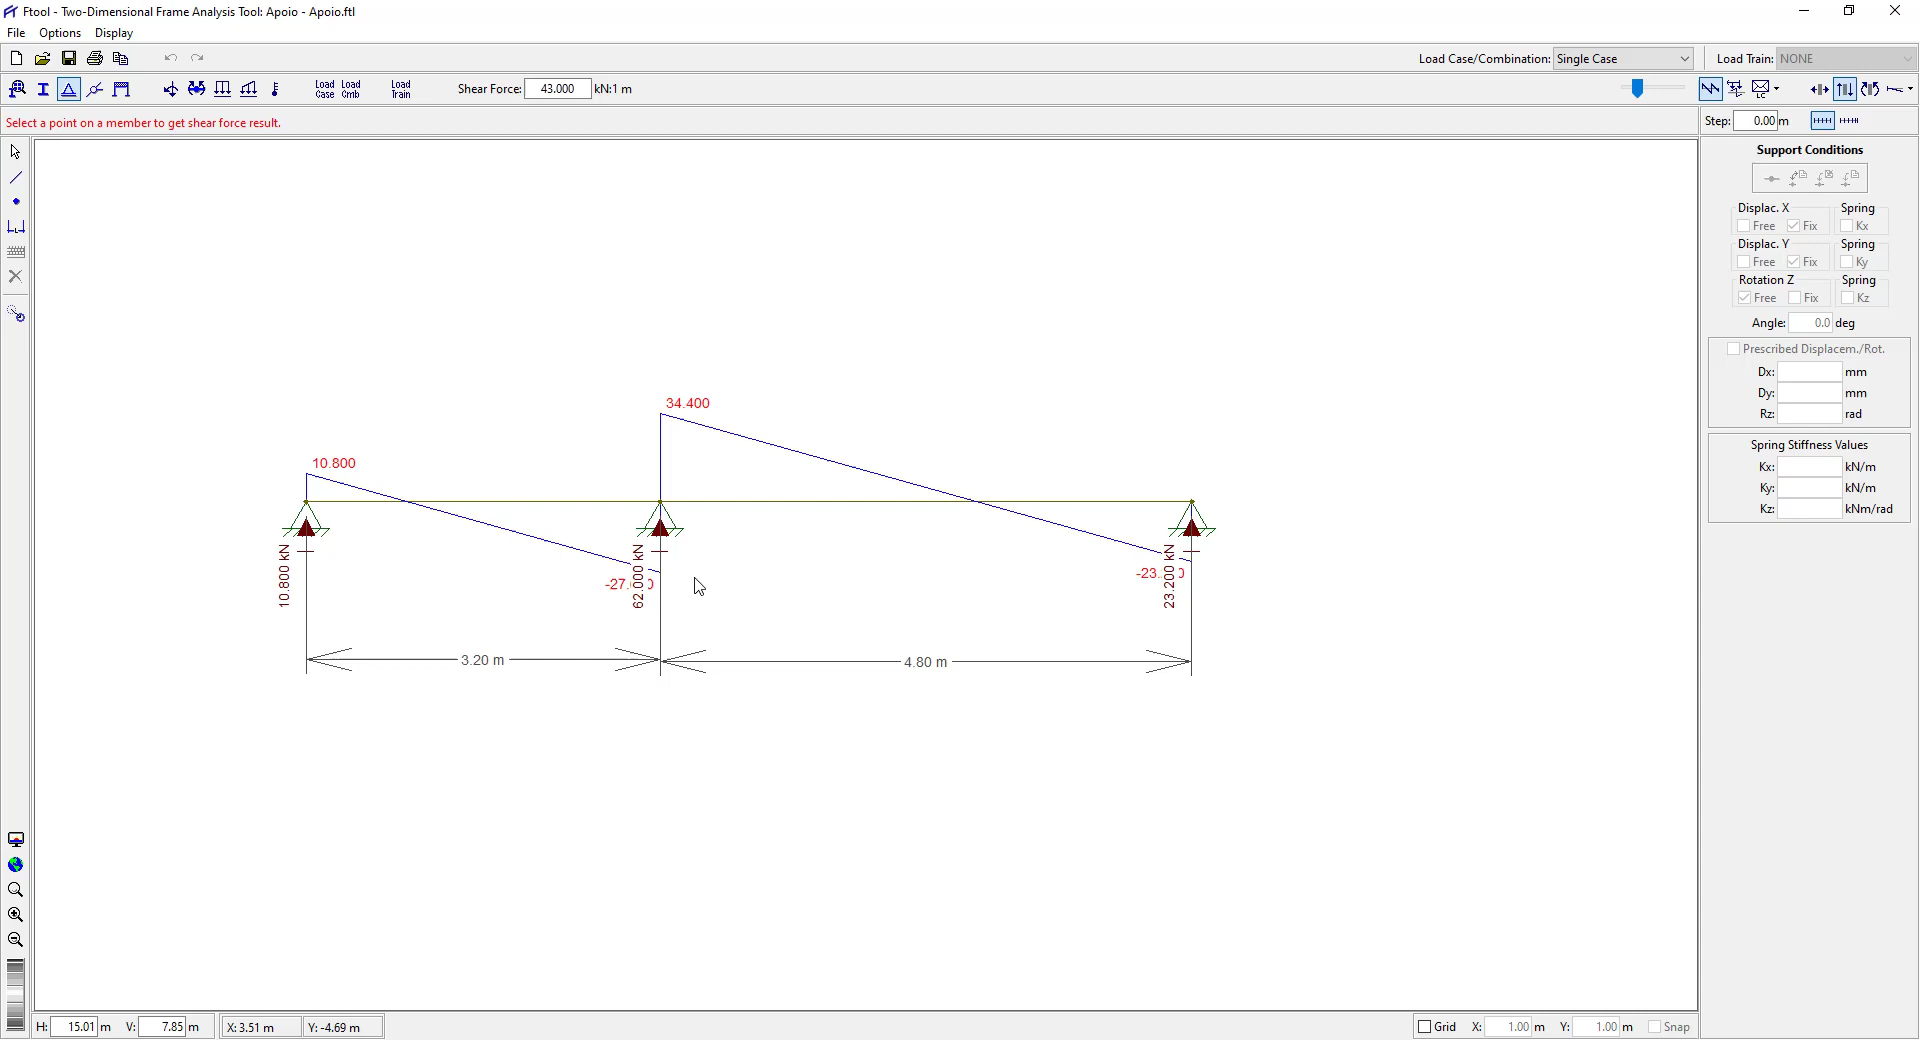 Ftool - Two-Dimensional Frame Analysis Tool: Apoio - Apoio.ftl
File Options Display
Load Case/Combination: Single Case Load Train: NONE
Load Case Load Cmb Load Train Shear Force: 43.000 kN:1 m LC
Select a point on a member to get shear force result.
Step: 0.00 m
Support Conditions
Displac. X Spring
Free Fix Kx
Displac. Y Spring
Free Fix Ky
Rotation Z Spring
Free Fix Kz
Angle: 0.0 deg
Prescribed Displacem./Rot.
Dx: mm
Dy: mm
Rz: rad
Spring Stiffness Values
Kx: kN/m
Ky: kN/m
Kz: kNm/rad
34.400
10.800
10.800 kN
62.000 kN
23.200 kN
3.20 m
4.80 m
H: 15.01 m V: 7.85 m X: 3.51 m Y: -4.69 m
Grid X: 1.00 m Y: 1.00 m Snap